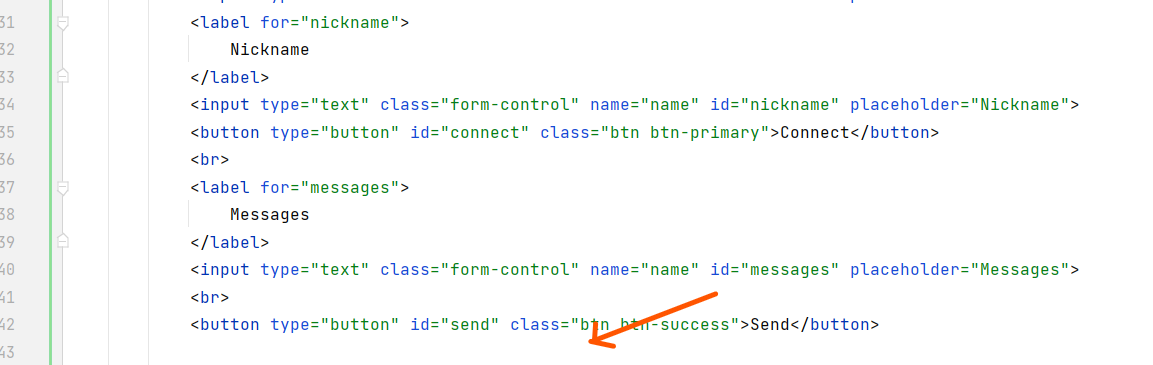 31 <label for="nickname">
32 Nickname
33 </label>
34 <input type="text" class="form-control" name="name" id="nickname" placeholder="Nickname">
35 <button type="button" id="connect" class="btn btn-primary">Connect</button>
36 <br>
37 <label for="messages">
38 Messages
39 </label>
40 <input type="text" class="form-control" name="name" id="messages" placeholder="Messages">
41 <br>
42 <button type="button" id="send" class="btn btn-success">Send</button>
43